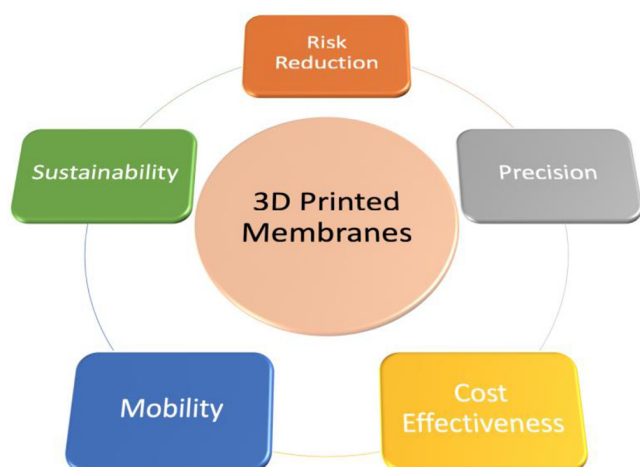 Risk
Reduction
Sustainability
Precision
3D Printed
Membranes
Mobility
Cost
Effectiveness